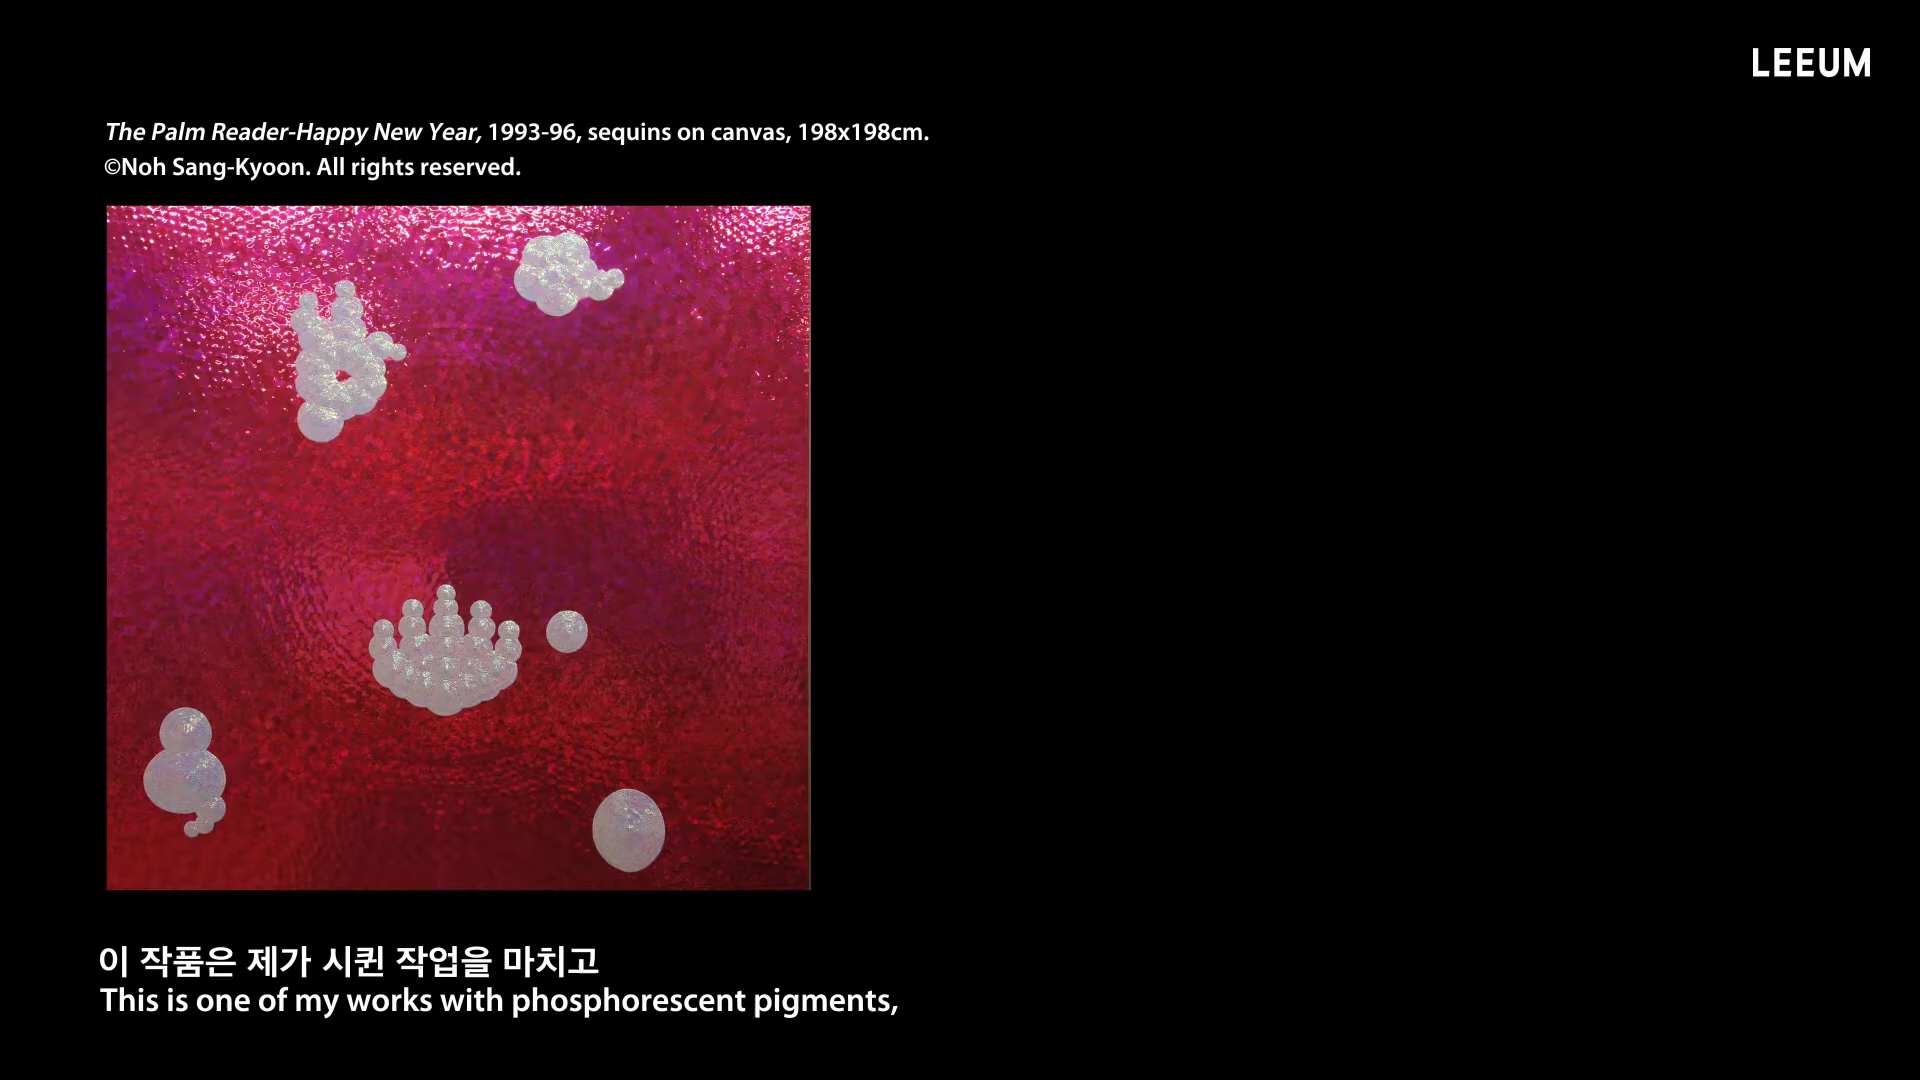 LEEUM
The Palm Reader-Happy New Year, 1993-96, sequins on canvas, 198x198cm.
©Noh Sang-Kyoon. All rights reserved.
이 작품은 제가 시퀸 작업을 마치고
This is one of my works with phosphorescent pigments,